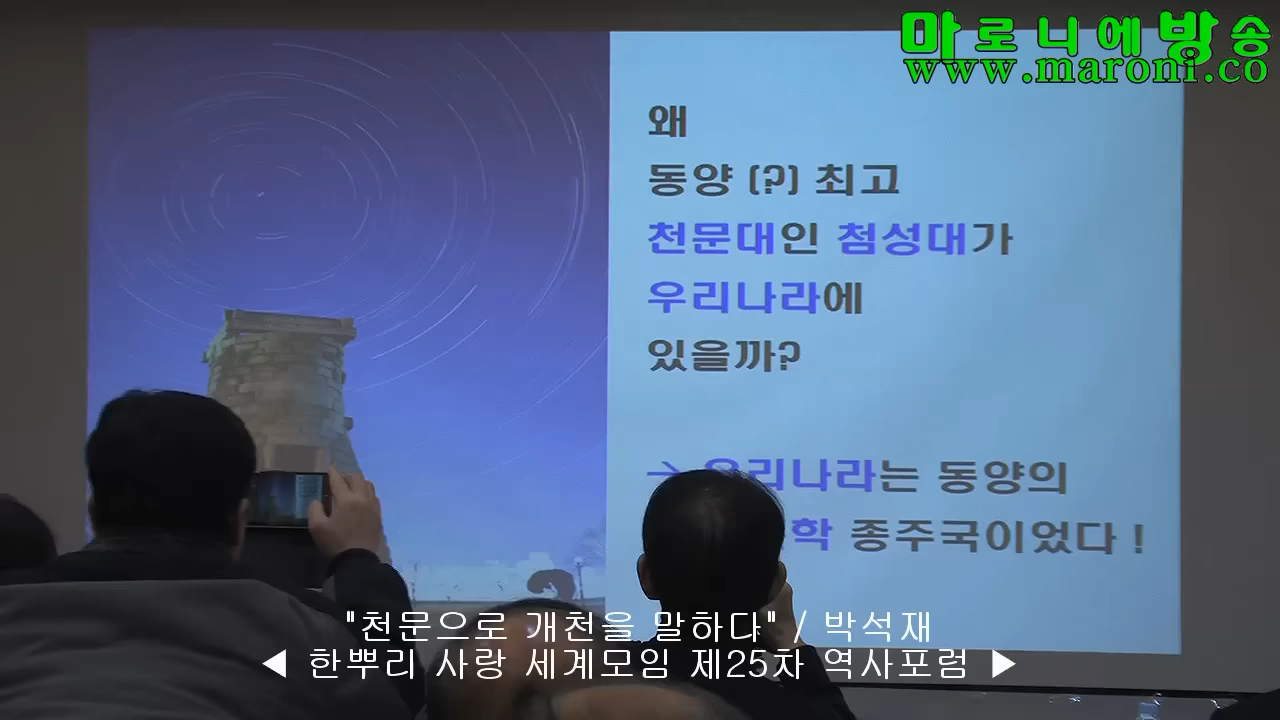 마로니에방송
www.maroni.co
왜
동양 (?) 최고
천문대인 첨성대가
우리나라에
있을까?
→ 우리나라는 동양의
학 종주국이었다 !
"천문으로 개천을 말하다" / 박석재
◀ 한뿌리 사랑 세계모임 제25차 역사포럼 ▶